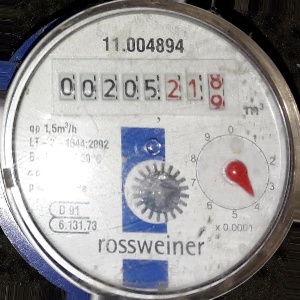 11.004894
00205218
9
m³
qp 1,5m³/h
9 0 1 2 3 4 5 6 7 8
D 91
6.131.73
x 0,0001
rossweiner